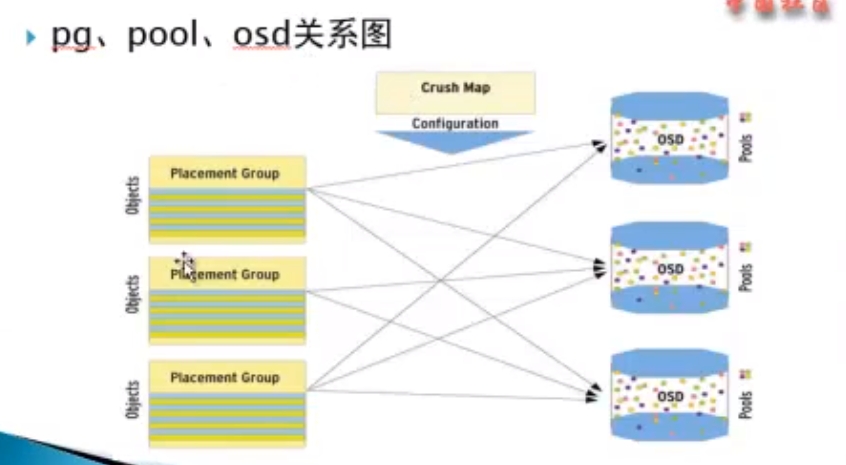 pg、pool、osd关系图
Crush Map
Configuration
Placement Group
Objects
Placement Group
Objects
Placement Group
Objects
OSD
Pools
OSD
Pools
OSD
Pools